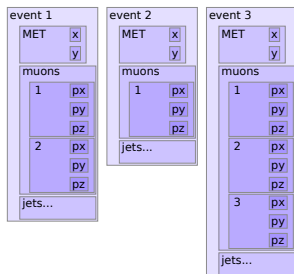 event 1
MET x
y
muons
1 px
py
pz
2 px
py
pz
jets...
event 2
MET x
y
muons
1 px
py
pz
jets...
event 3
MET x
y
muons
1 px
py
pz
2 px
py
pz
3 px
py
pz
jets...